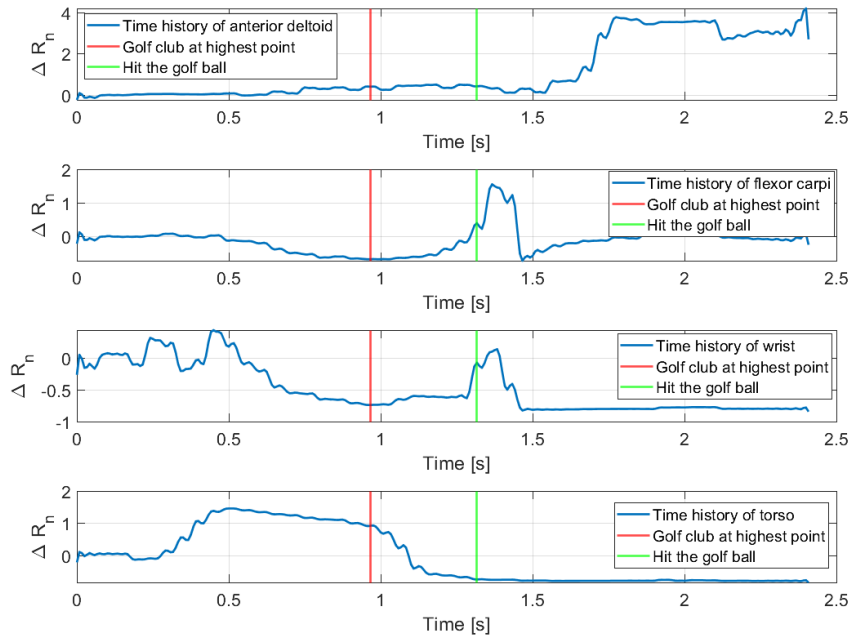 4
2
0
Δ Rn
Time history of anterior deltoid
Golf club at highest point
Hit the golf ball
0 0.5 1 1.5 2 2.5
Time [s]
2
1
0
Δ Rn
Time history of flexor carpi
Golf club at highest point
Hit the golf ball
0 0.5 1 1.5 2 2.5
Time [s]
0
-0.5
-1
Δ Rn
Time history of wrist
Golf club at highest point
Hit the golf ball
0 0.5 1 1.5 2 2.5
Time [s]
2
1
0
Δ Rn
Time history of torso
Golf club at highest point
Hit the golf ball
0 0.5 1 1.5 2 2.5
Time [s]